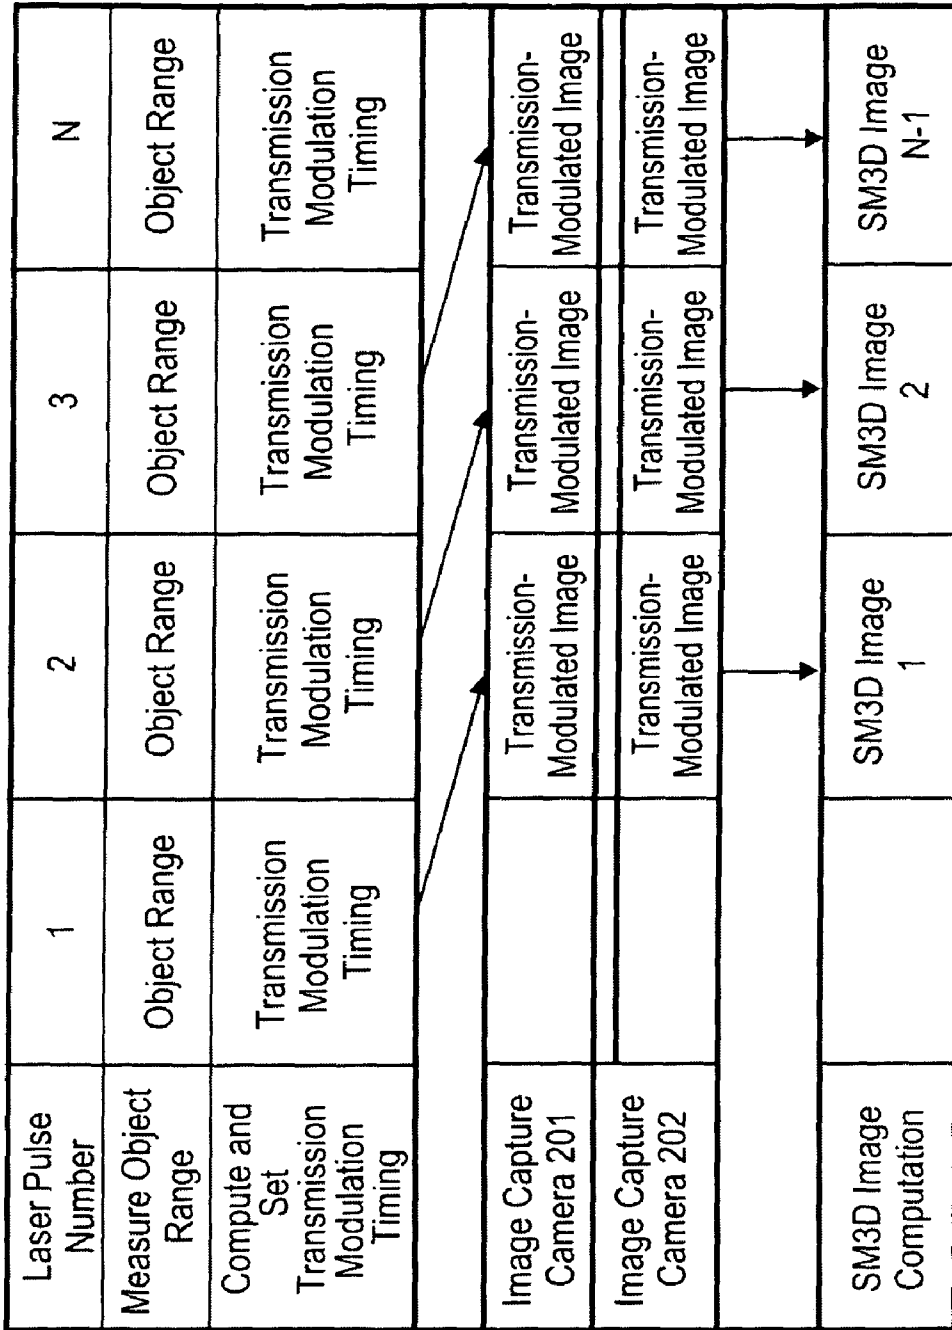 Laser Pulse
Number
1
2
3
N
Measure Object
Range
Object Range
Object Range
Object Range
Object Range
Compute and
Set
Transmission
Modulation
Timing
Transmission
Modulation
Timing
Transmission
Modulation
Timing
Transmission
Modulation
Timing
Transmission
Modulation
Timing
Image Capture
Camera 201
Transmission-
Modulated Image
Transmission-
Modulated Image
Transmission-
Modulated Image
Image Capture
Camera 202
Transmission-
Modulated Image
Transmission-
Modulated Image
Transmission-
Modulated Image
SM3D Image
Computation
SM3D Image
1
SM3D Image
2
SM3D Image
N-1